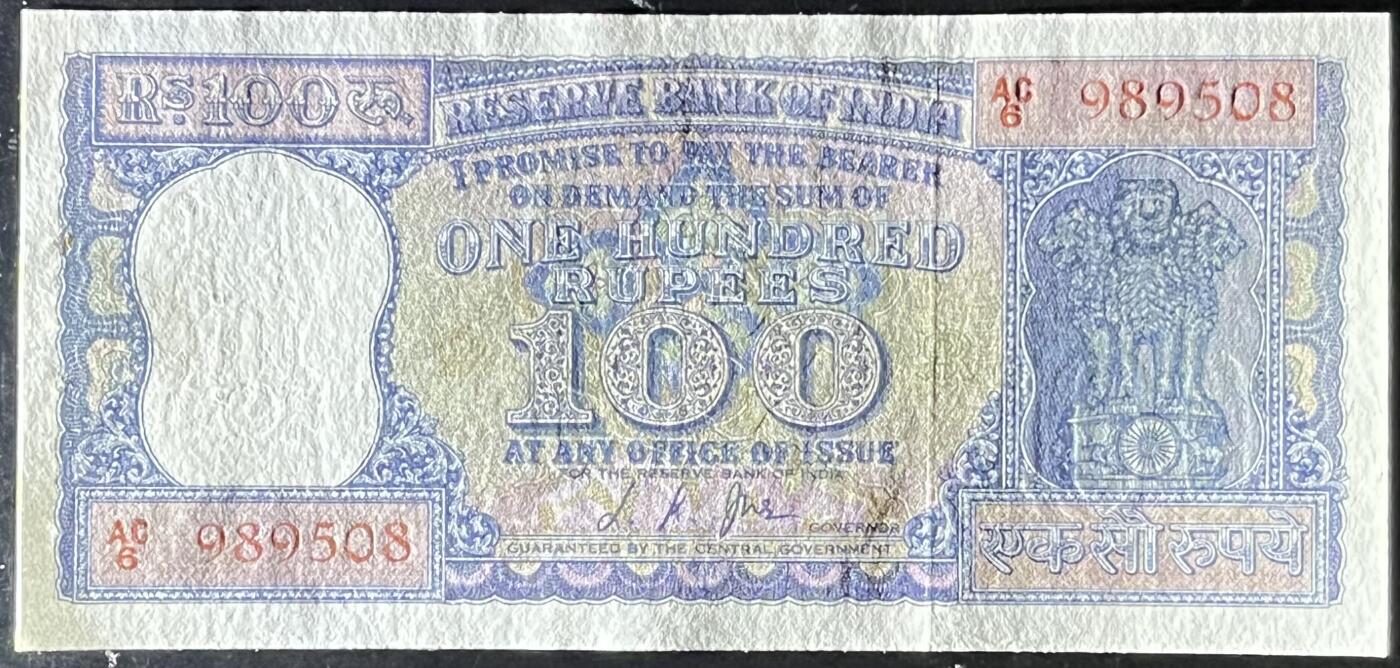 RS. 100 रु.
RESERVE BANK OF INDIA
AC/6 989508
I PROMISE TO PAY THE BEARER
ON DEMAND THE SUM OF
ONE HUNDRED
RUPEES
100
AT ANY OFFICE OF ISSUE
FOR THE RESERVE BANK OF INDIA
GOVERNOR
GUARANTEED BY THE CENTRAL GOVERNMENT
AC/6 989508
एक सौ रुपये